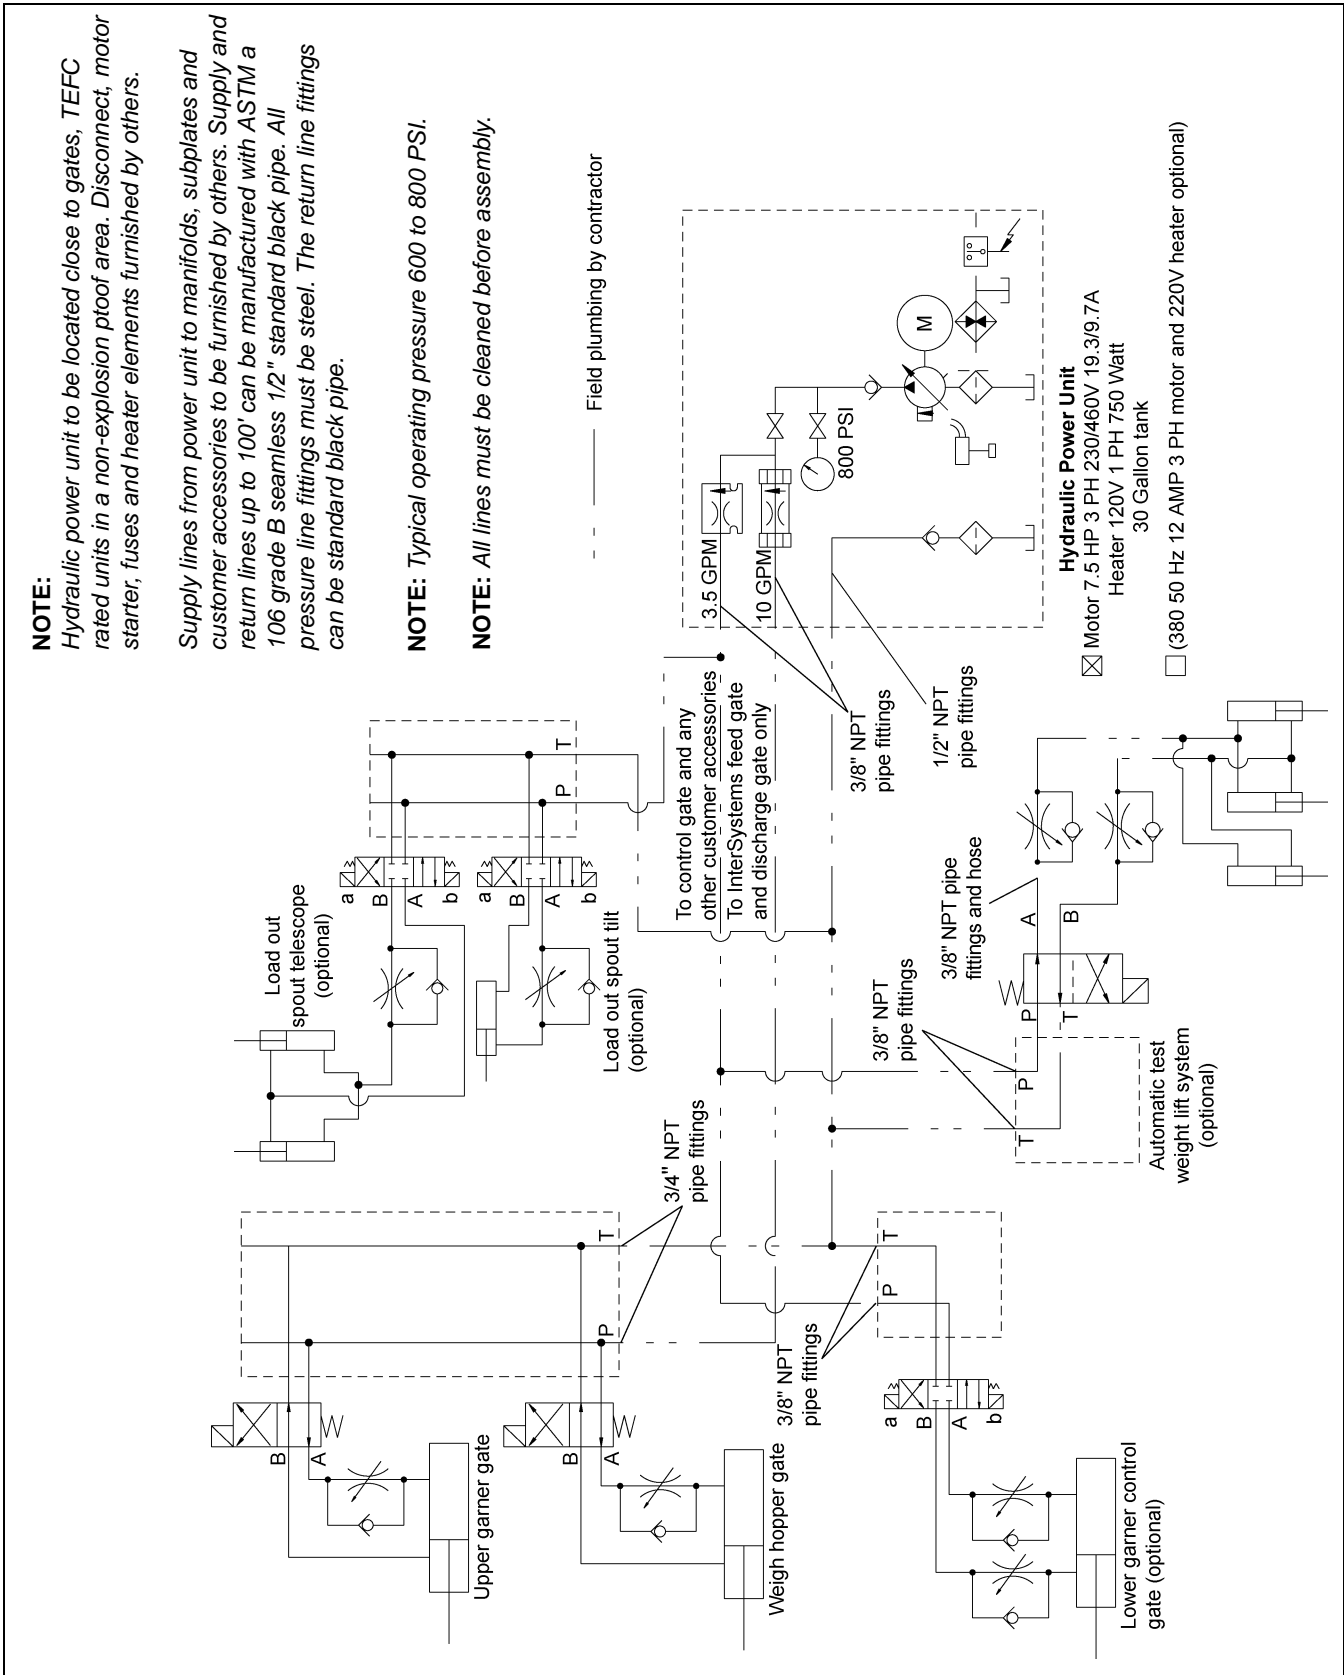 NOTE:
Hydraulic power unit to be located close to gates, TEFC
rated units in a non-explosion ptoof area. Disconnect, motor
starter, fuses and heater elements furnished by others.
Supply lines from power unit to manifolds, subplates and
customer accessories to be furnished by others. Supply and
return lines up to 100' can be manufactured with ASTM a
106 grade B seamless 1/2" standard black pipe. All
pressure line fittings must be steel. The return line fittings
can be standard black pipe.
NOTE: Typical operating pressure 600 to 800 PSI.
NOTE: All lines must be cleaned before assembly.
Field plumbing by contractor
Load out
spout telescope
(optional)
a
B
A
b
a
B
A
b
P
T
Load out spout tilt
(optional)
To control gate and any
other customer accessories
To InterSystems feed gate
and discharge gate only
3.5 GPM
10 GPM
800 PSI
M
3/8" NPT
pipe fittings
1/2" NPT
pipe fittings
Hydraulic Power Unit
Motor 7.5 HP 3 PH 230/460V 19.3/9.7A
Heater 120V 1 PH 750 Watt
30 Gallon tank
(380 50 Hz 12 AMP 3 PH motor and 220V heater optional)
3/4" NPT
pipe fittings
T
P
B
A
Upper garner gate
B
A
Weigh hopper gate
3/8" NPT
pipe fittings
T
P
a
B
A
b
Lower garner control
gate (optional)
3/8" NPT
pipe fittings
T
P
Automatic test
weight lift system
(optional)
P
T
A
B
3/8" NPT pipe
fittings and hose